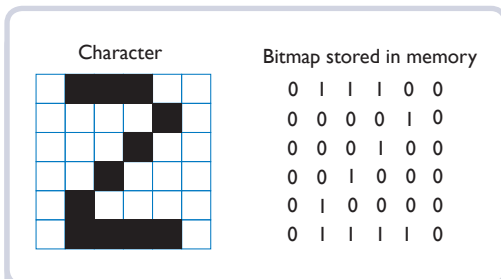 Character
Bitmap stored in memory
0 1 1 1 0 0
0 0 0 0 1 0
0 0 0 1 0 0
0 0 1 0 0 0
0 1 0 0 0 0
0 1 1 1 1 0